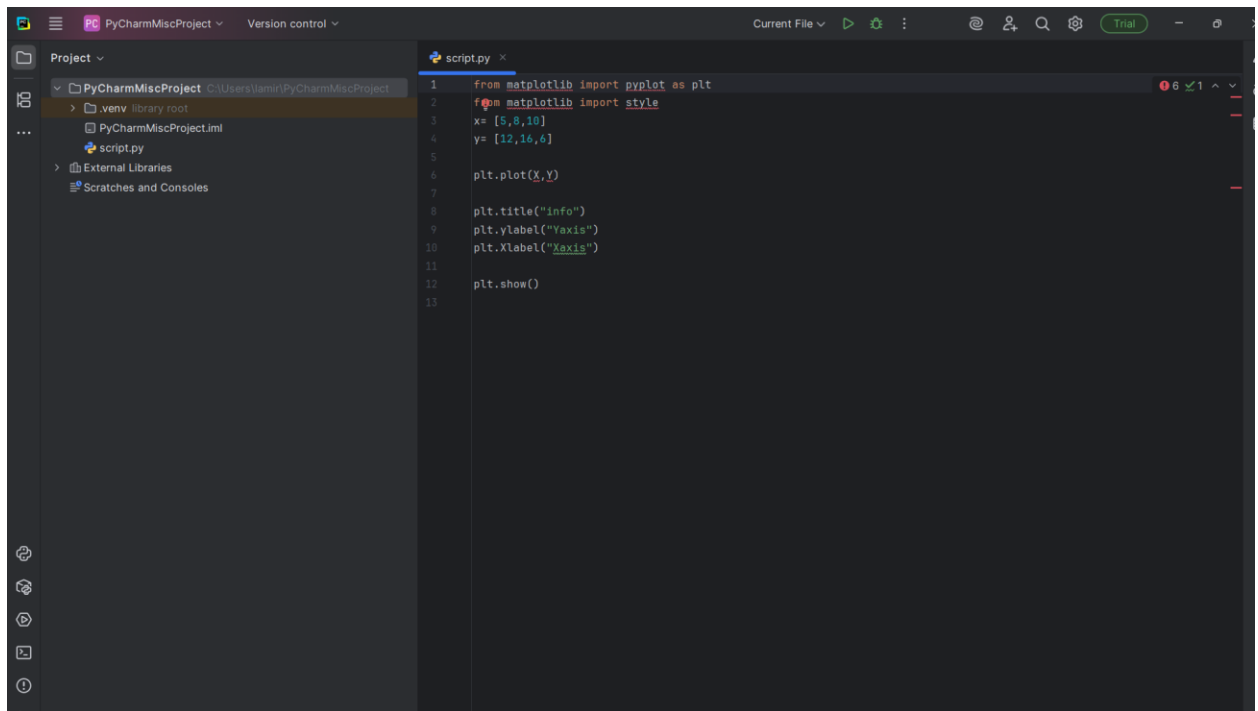 PC PyCharmMiscProject Version control Current File Trial
Project
script.py
PyCharmMiscProject C:\Users\lamir\PyCharmMiscProject
.venv library root
PyCharmMiscProject.iml
script.py
External Libraries
Scratches and Consoles
6 1
1 from matplotlib import pyplot as plt
2 from matplotlib import style
3 x= [5,8,10]
4 y= [12,16,6]
5
6 plt.plot(X,Y)
7
8 plt.title("info")
9 plt.ylabel("Yaxis")
10 plt.Xlabel("Xaxis")
11
12 plt.show()
13